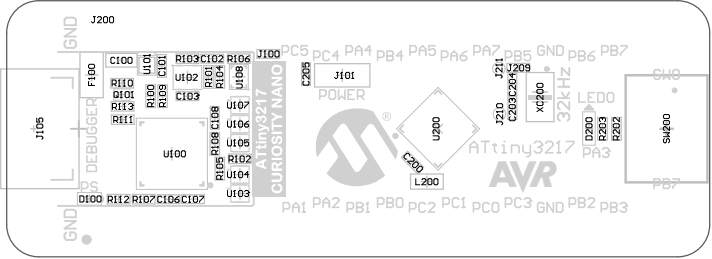 J200
GND
PC5 PC4 PA4 PB4 PA5 PA6 PA7 PB5 GND PB6 PB7
J100
C100 U101 C101 R103 C102 R106
F100
U102 R101 R104 U108
R110
Q101
R113
R111
R100 R109
C103
U107
U106
U105
C108
R108
R102
R105
U104
U103
U100
J105
DEBUGGER
PS
D100 R112 R107 C106 C107
GND
ATtiny3217
CURIOSITY NANO
C205
J101
POWER
U200
C200
L200
J211
J209
C204
J210
C203
XC200
32kHz
LED0
D200 R203 R202
PA3
ATtiny3217
AVR
SW0
SW200
PB7
PA1 PA2 PB1 PB0 PC2 PC1 PC0 PC3 GND PB2 PB3
®